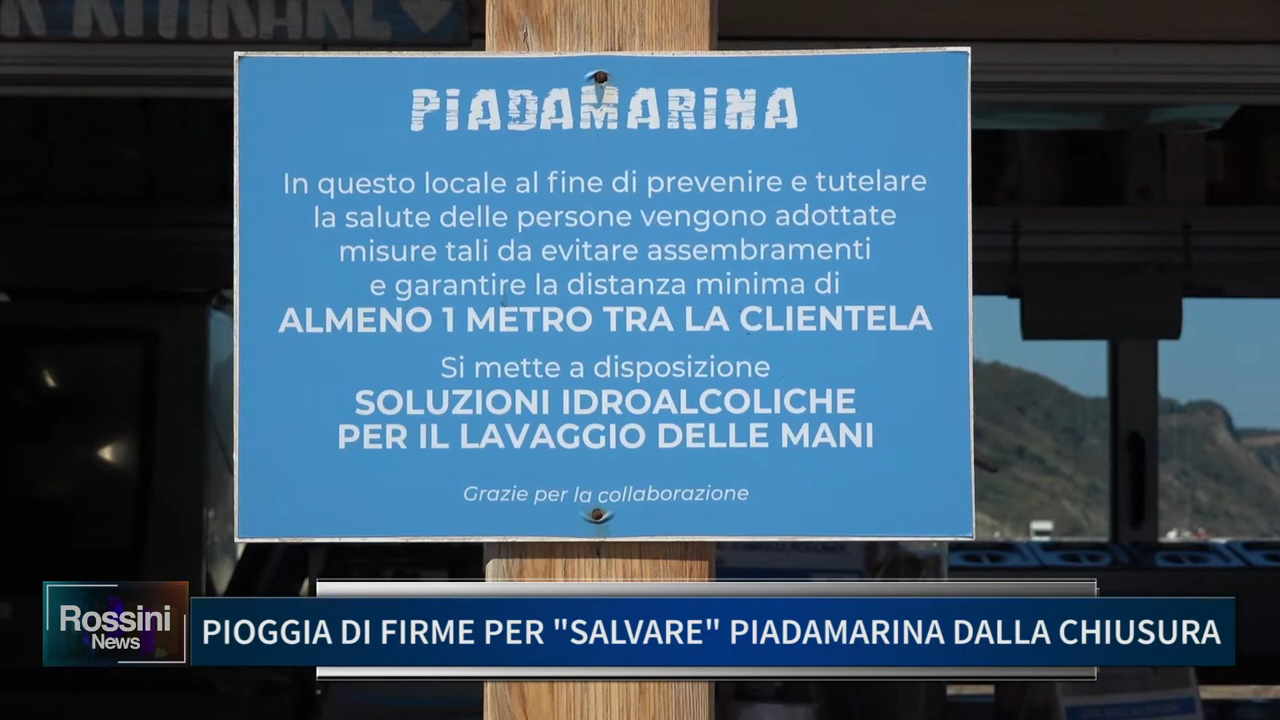 PIADAMARINA
In questo locale al fine di prevenire e tutelare
la salute delle persone vengono adottate
misure tali da evitare assembramenti
e garantire la distanza minima di
ALMENO 1 METRO TRA LA CLIENTELA
Si mette a disposizione
SOLUZIONI IDROALCOLICHE
PER IL LAVAGGIO DELLE MANI
Grazie per la collaborazione
Rossini
News
PIOGGIA DI FIRME PER "SALVARE" PIADAMARINA DALLA CHIUSURA